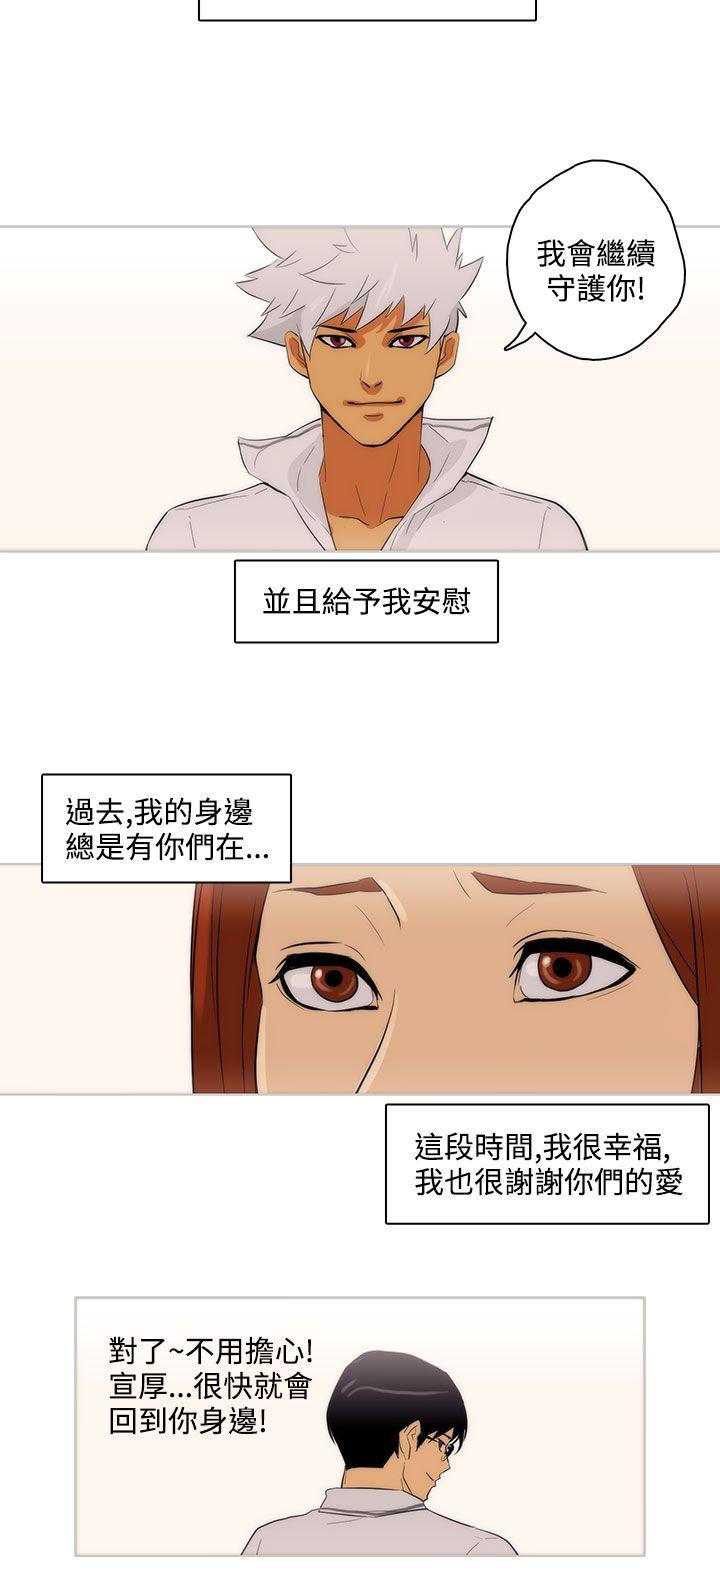 我會繼續
守護你!
並且給予我安慰
過去,我的身邊
總是有你們在...
這段時間,我很幸福,
我也很謝謝你們的愛
對了~不用擔心!
宣厚...很快就會
回到你身邊!